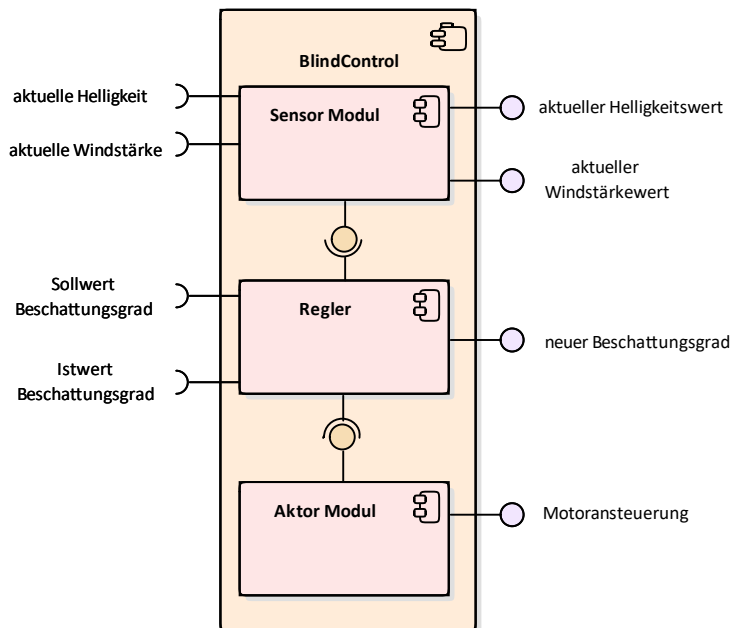 BlindControl
aktuelle Helligkeit
Sensor Modul
aktueller Helligkeitswert
aktuelle Windstärke
aktueller
Windstärkewert
Sollwert
Beschattungsgrad
Regler
neuer Beschattungsgrad
Istwert
Beschattungsgrad
Aktor Modul
Motoransteuerung